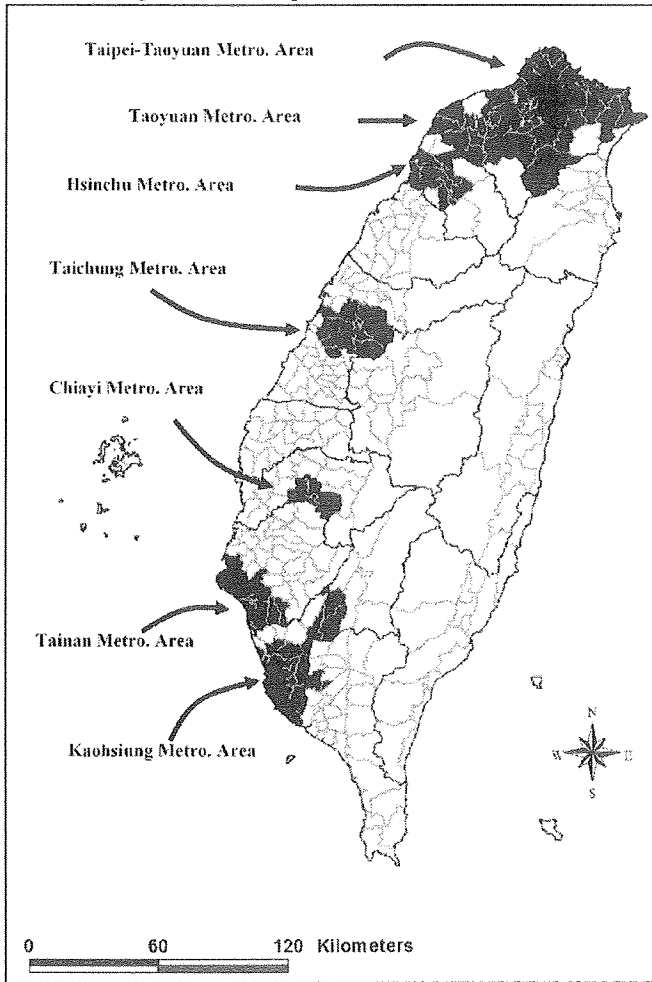 Taipei-Taoyuan Metro. Area
Taoyuan Metro. Area
Hsinchu Metro. Area
Taichung Metro. Area
Chiayi Metro. Area
Tainan Metro. Area
Kaohsiung Metro. Area
N
W E
S
0 60 120 Kilometers